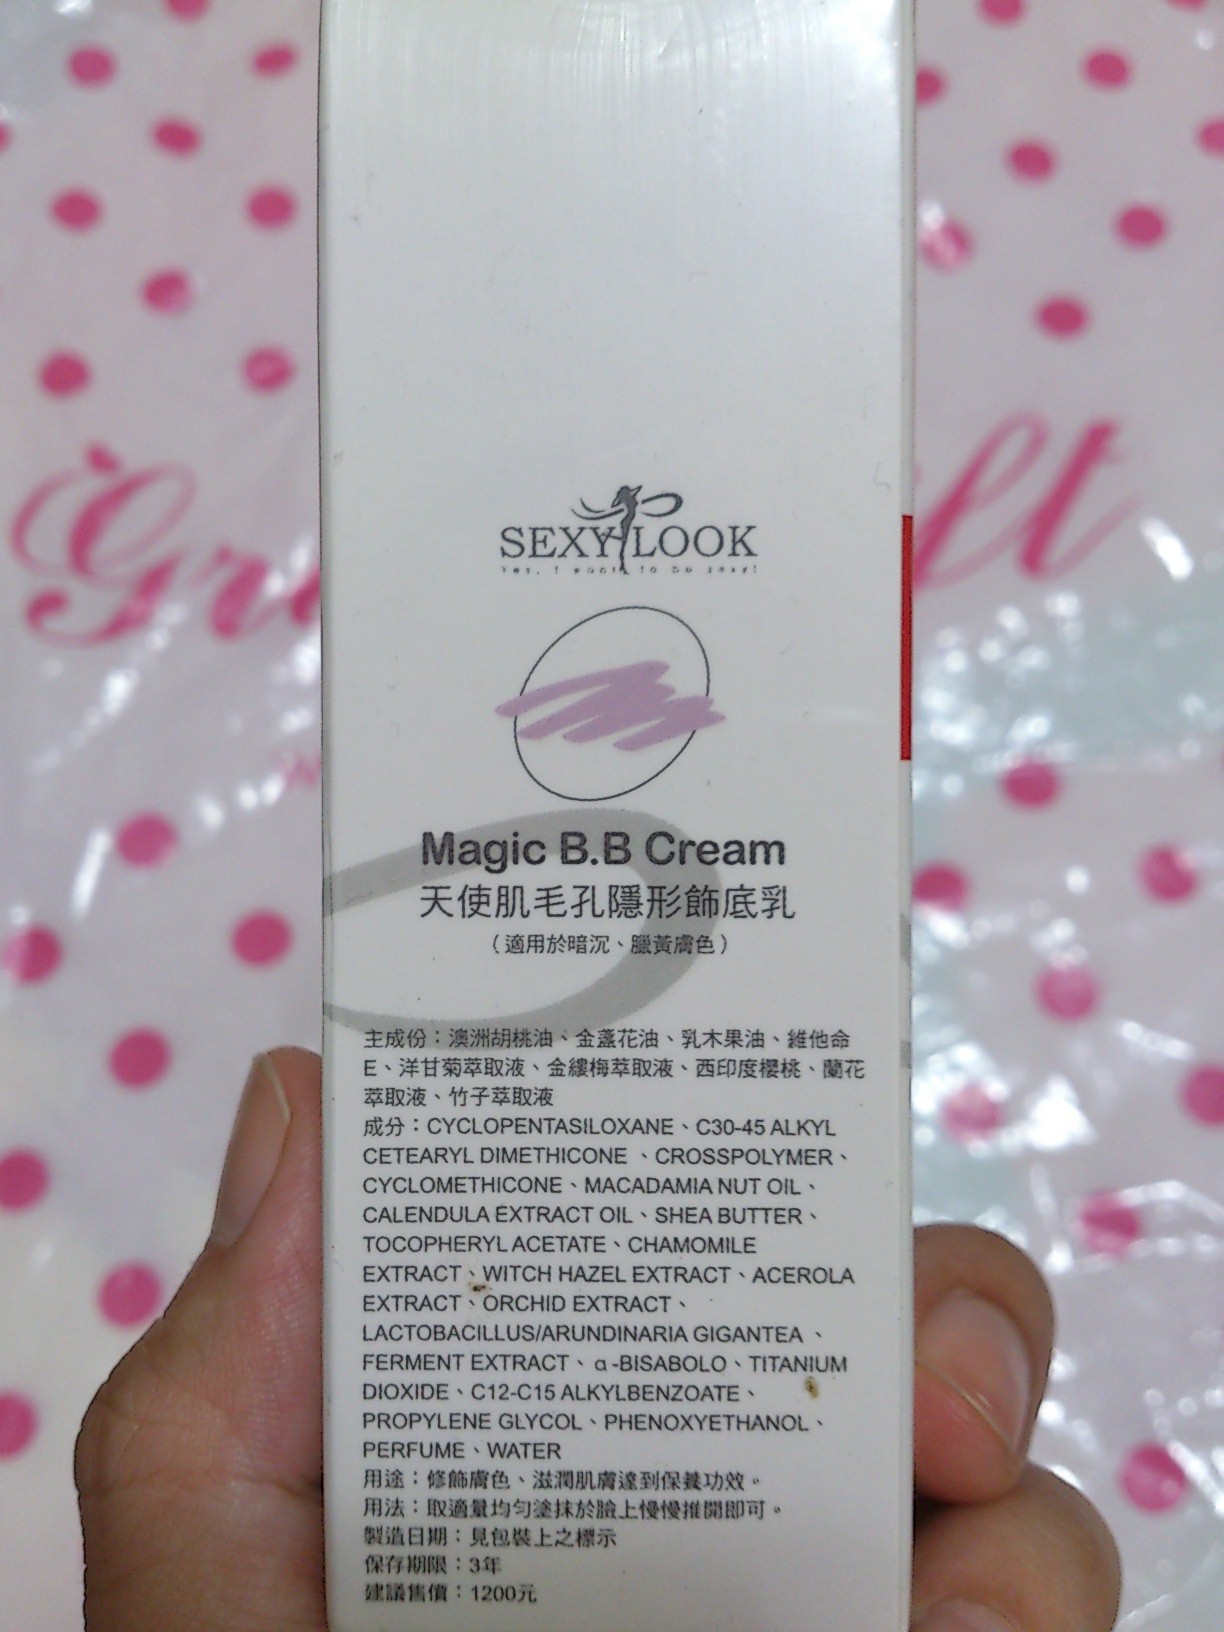 SEXY LOOK
Yes, I want to be sexy!
Gr
ft
Magic B.B Cream
天使肌毛孔隱形飾底乳
（適用於暗沉、臘黃膚色）
主成份：澳洲胡桃油、金盞花油、乳木果油、維他命
E、洋甘菊萃取液、金縷梅萃取液、西印度櫻桃、蘭花
萃取液、竹子萃取液
成分：CYCLOPENTASILOXANE、C30-45 ALKYL
CETEARYL DIMETHICONE 、CROSSPOLYMER、
CYCLOMETHICONE、MACADAMIA NUT OIL、
CALENDULA EXTRACT OIL、SHEA BUTTER、
TOCOPHERYL ACETATE、CHAMOMILE
EXTRACT、WITCH HAZEL EXTRACT、ACEROLA
EXTRACT、ORCHID EXTRACT、
LACTOBACILLUS/ARUNDINARIA GIGANTEA 、
FERMENT EXTRACT、α-BISABOLO、TITANIUM
DIOXIDE、C12-C15 ALKYLBENZOATE、
PROPYLENE GLYCOL、PHENOXYETHANOL、
PERFUME、WATER
用途：修飾膚色、滋潤肌膚達到保養功效。
用法：取適量均勻塗抹於臉上慢慢推開即可。
製造日期：見包裝上之標示
保存期限：3年
建議售價：1200元